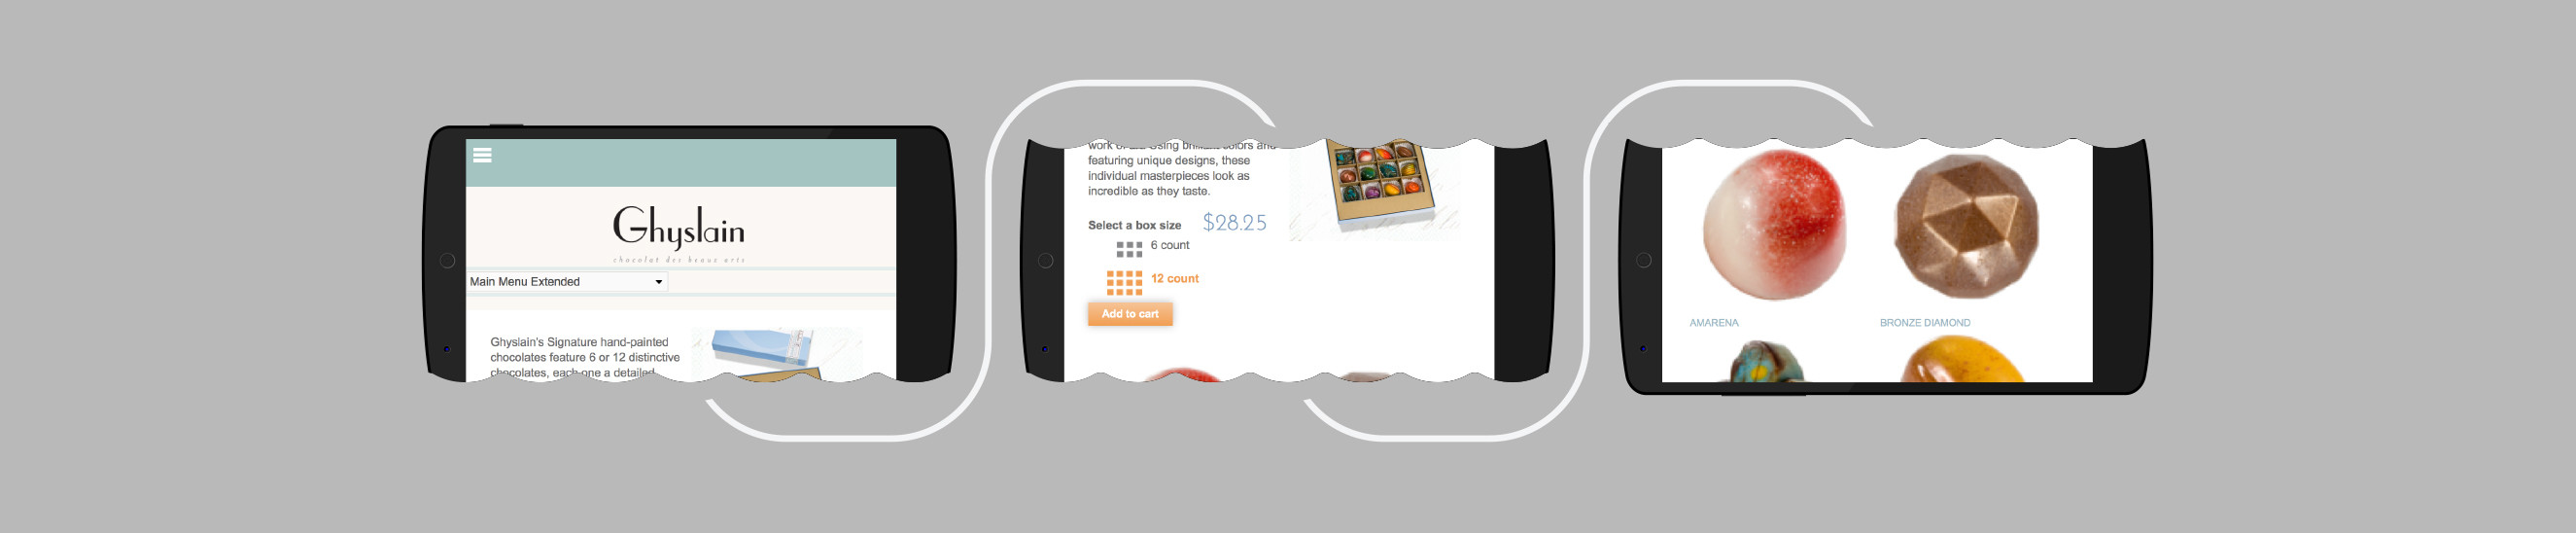 Ghyslain
chocolat des beaux arts
Main Menu Extended
Ghyslain's Signature hand-painted
chocolates feature 6 or 12 distinctive
chocolates, each one a detailed
work of art. Using brilliant colors and
featuring unique designs, these
individual masterpieces look as
incredible as they taste.
Select a box size $28.25
6 count
12 count
Add to cart
AMARENA BRONZE DIAMOND